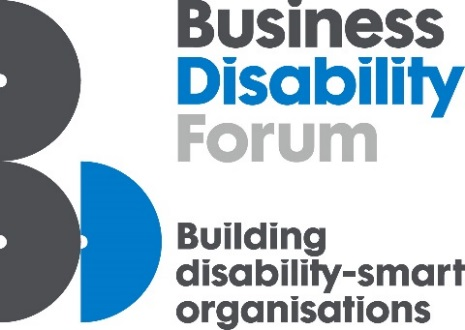 Business
Disability
Forum
Building
disability-smart
organisations